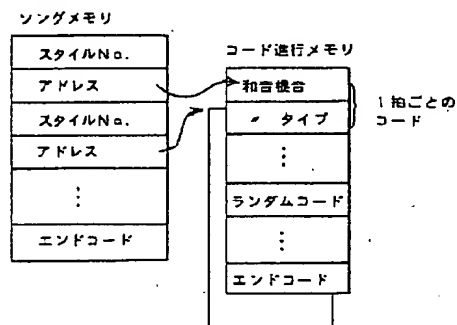 ソングメモリ
スタイルNo.
アドレス
スタイルNo.
アドレス
⋮
エンドコード
コード進行メモリ
和音根音
〃 タイプ
⋮
ランダムコード
⋮
エンドコード
1拍ごとの
コード